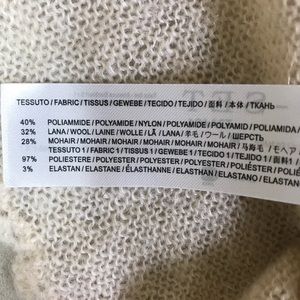 TESSUTO / FABRIC / TISSUS / GEWEBE / TECIDO / TEJIDO / 面料 / 本体 / ТКАНЬ
40% POLIAMMIDE / POLYAMIDE / NYLON / POLYAMIDE / POLYAMID / POLIAMIDA
32% LANA / WOOL / LAINE / WOLLE / LÃ / LANA / 羊毛 / ウール / ШЕРСТЬ
28% MOHAIR / MOHAIR / MOHAIR / MOHAIR / MOHAIR / MOHAIR / 马海毛 / モヘア /
TESSUTO 1 / FABRIC 1 / TISSUS 1 / GEWEBE 1 / TECIDO 1 / TEJIDO 1 / 面料 1 /
97% POLIESTERE / POLYESTER / POLYESTER / POLYESTER / POLIÉSTER /
3% ELASTAN / ELASTANE / ÉLASTHANNE / ELASTHAN / ELASTANO / ELASTAN